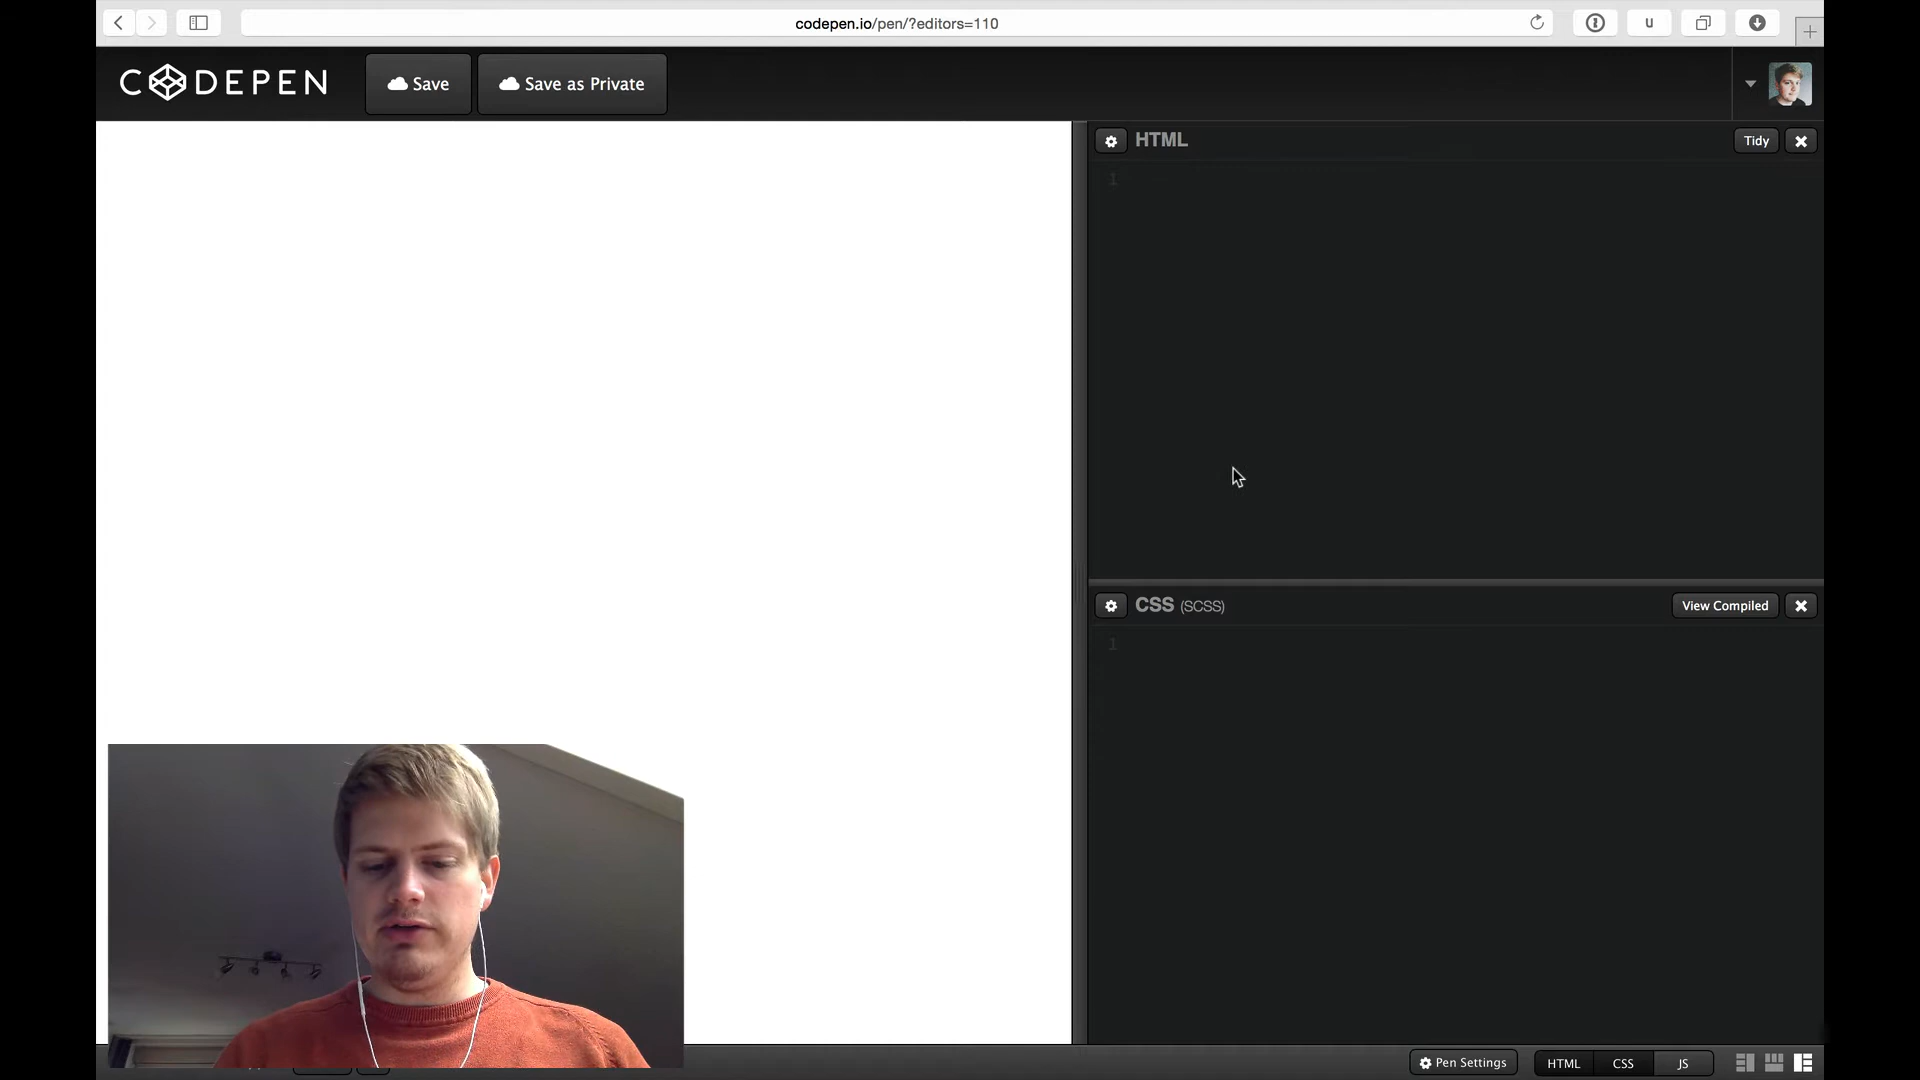 codepen.io/pen/?editors=110
u
CODEPEN
Save
Save as Private
HTML
Tidy
1
CSS (SCSS)
View Compiled
1
Pen Settings
HTML
CSS
JS